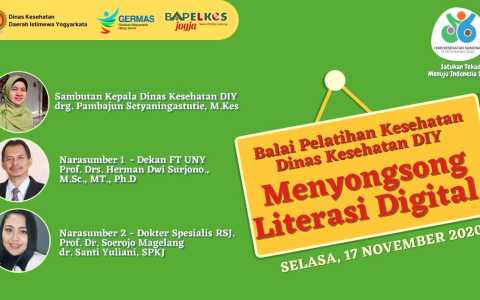 Dinas Kesehatan
Daerah Istimewa Yogyakarta
GERMAS
BAPELKES
jogja
Satukan Tekad
Menuju Indonesia
Sambutan Kepala Dinas Kesehatan DIY
drg. Pambajun Setyaningastutie, M.Kes
Narasumber 1 - Dekan FT UNY
Prof. Drs. Herman Dwi Surjono.,
M.Sc., MT., Ph.D
Narasumber 2 - Dokter Spesialis RSJ.
Prof. Dr. Soerojo Magelang
dr. Santi Yuliani, SPKJ
Balai Pelatihan Kesehatan
Dinas Kesehatan DIY
Menyongsong
Literasi Digital
SELASA, 17 NOVEMBER 2020